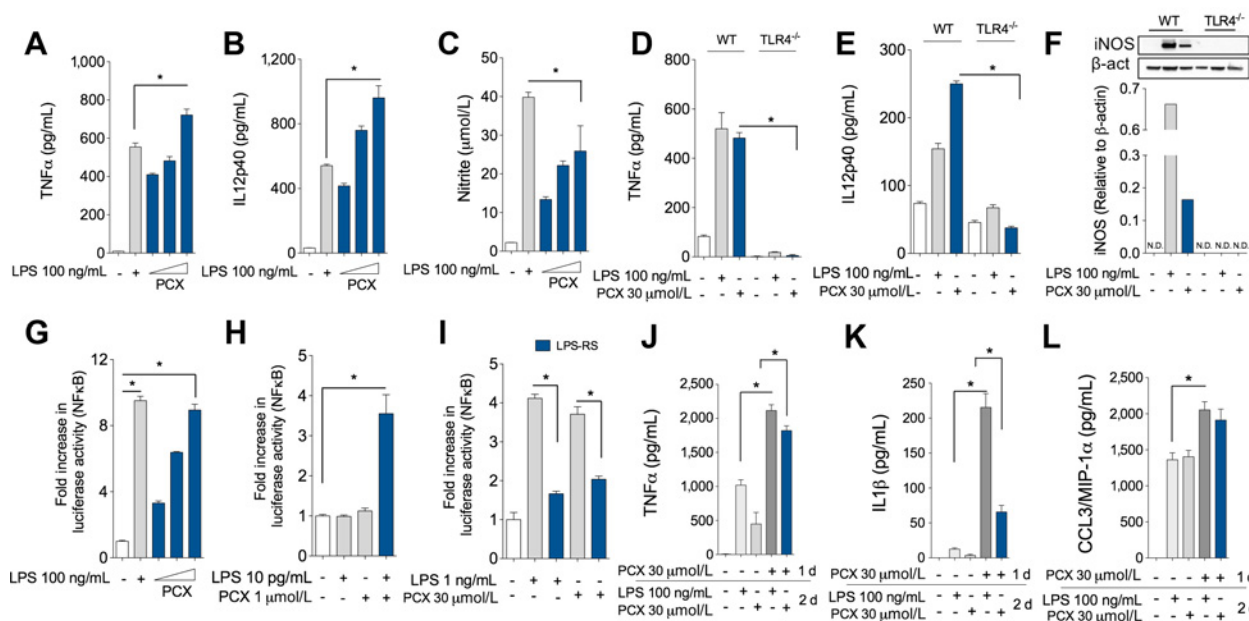 A
TNFα (pg/mL)
1,000
800
600
400
200
0
*
LPS 100 ng/mL - +
PCX
B
IL12p40 (pg/mL)
1,200
800
400
0
*
LPS 100 ng/mL - +
PCX
C
Nitrite (μmol/L)
50
40
30
20
10
0
*
LPS 100 ng/mL - +
PCX
D
WT TLR4-/-
TNFα (pg/mL)
800
600
400
200
0
*
LPS 100 ng/mL - + - - + -
PCX 30 μmol/L - - + - - +
E
WT TLR4-/-
IL12p40 (pg/mL)
300
250
200
150
100
50
0
*
LPS 100 ng/mL - + - - + -
PCX 30 μmol/L - - + - - +
F
WT TLR4-/-
iNOS
β-act
iNOS (Relative to β-actin)
0.7
0.6
0.3
0.2
0.1
0.0
N.D. N.D. N.D. N.D.
LPS 100 ng/mL - + - - + -
PCX 30 μmol/L - - + - - +
G
Fold increase in
luciferase activity (NFκB)
12
9
6
3
0
* *
LPS 100 ng/mL - +
PCX
H
Fold increase in
luciferase activity (NFκB)
5
4
3
2
1
0
*
LPS 10 pg/mL - + - +
PCX 1 μmol/L - - + +
I
LPS-RS
Fold increase in
luciferase activity (NFκB)
5
4
3
2
1
0
* *
LPS 1 ng/mL - + + - -
PCX 30 μmol/L - - - + +
J
TNFα (pg/mL)
2,500
2,000
1,500
1,000
500
0
*
*
PCX 30 μmol/L - - - + + 1 d
LPS 100 ng/mL - + - + -
PCX 30 μmol/L - - + - +
2 d
K
IL1β (pg/mL)
250
200
150
100
50
0
*
*
PCX 30 μmol/L - - - + + 1 d
LPS 100 ng/mL - + - + -
PCX 30 μmol/L - - + - +
2 d
L
CCL3/MIP-1α (pg/mL)
2,500
2,000
1,500
1,000
500
0
*
PCX 30 μmol/L - - - + + 1 d
LPS 100 ng/mL - + - + -
PCX 30 μmol/L - - + - +
2 d